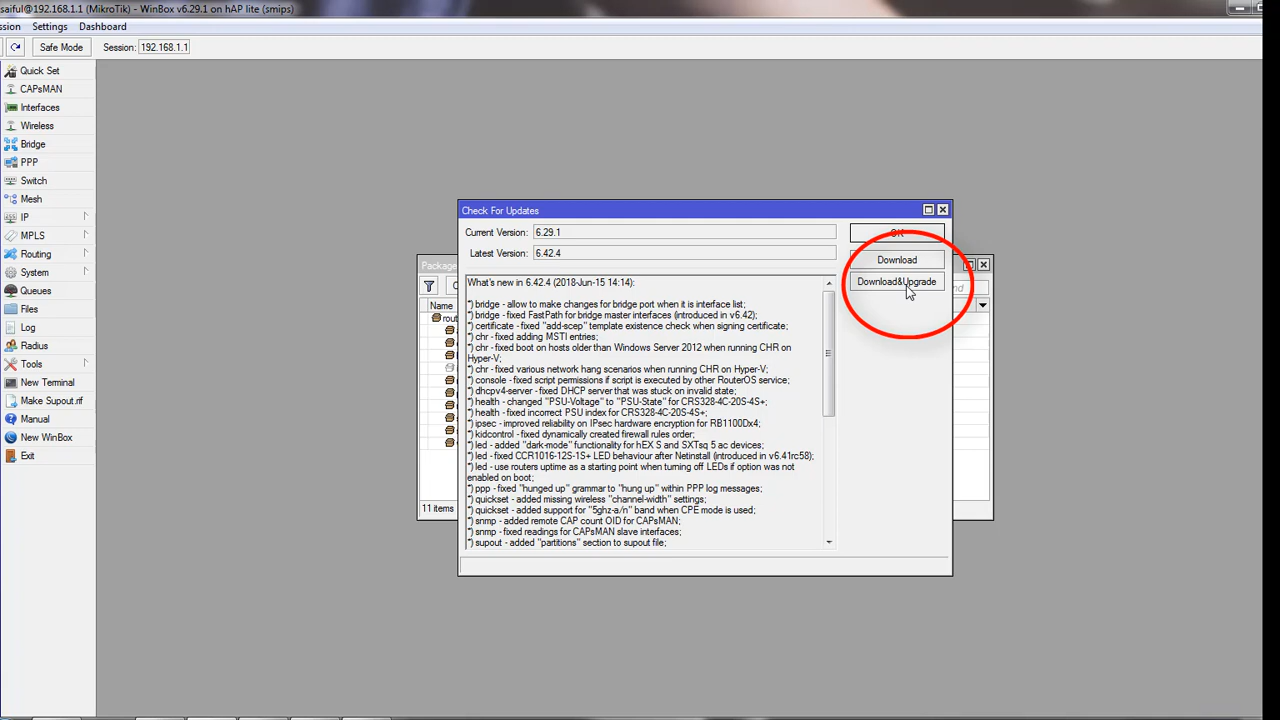 saiful@192.168.1.1 (MikroTik) - WinBox v6.29.1 on hAP lite (smips)
Settings Dashboard
Safe Mode Session: 192.168.1.1
Quick Set
CAPsMAN
Interfaces
Wireless
Bridge
PPP
Switch
Mesh
IP
MPLS
Routing
System
Queues
Files
Log
Radius
Tools
New Terminal
Make Supout.rif
Manual
New WinBox
Exit
Name
11 items
Check For Updates
Current Version: 6.29.1
Latest Version: 6.42.4
OK
Download
Download&Upgrade
What's new in 6.42.4 (2018-Jun-15 14:14):
*) bridge - allow to make changes for bridge port when it is interface list;
*) bridge - fixed FastPath for bridge master interfaces (introduced in v6.42);
*) certificate - fixed "add-scep" template existence check when signing certificate;
*) chr - fixed adding MSTI entries;
*) chr - fixed boot on hosts older than Windows Server 2012 when running CHR on
Hyper-V;
*) chr - fixed various network hang scenarios when running CHR on Hyper-V;
*) console - fixed script permissions if script is executed by other RouterOS service;
*) dhcpv4-server - fixed DHCP server that was stuck on invalid state;
*) health - changed "PSU-Voltage" to "PSU-State" for CRS328-4C-20S-4S+;
*) health - fixed incorrect PSU index for CRS328-4C-20S-4S+;
*) ipsec - improved reliability on IPsec hardware encryption for RB1100Dx4;
*) kidcontrol - fixed dynamically created firewall rules order;
*) led - added "dark-mode" functionality for hEX S and SXTsq 5 ac devices;
*) led - fixed CCR1016-12S-1S+ LED behaviour after Netinstall (introduced in v6.41rc58);
*) led - use routers uptime as a starting point when turning off LEDs if option was not
enabled on boot;
*) ppp - fixed "hunged up" grammar to "hung up" within PPP log messages;
*) quickset - added missing wireless "channel-width" settings;
*) quickset - added support for "5ghz-a/n" band when CPE mode is used;
*) snmp - added remote CAP count OID for CAPsMAN;
*) snmp - fixed readings for CAPsMAN slave interfaces;
*) supout - added "partitions" section to supout file;